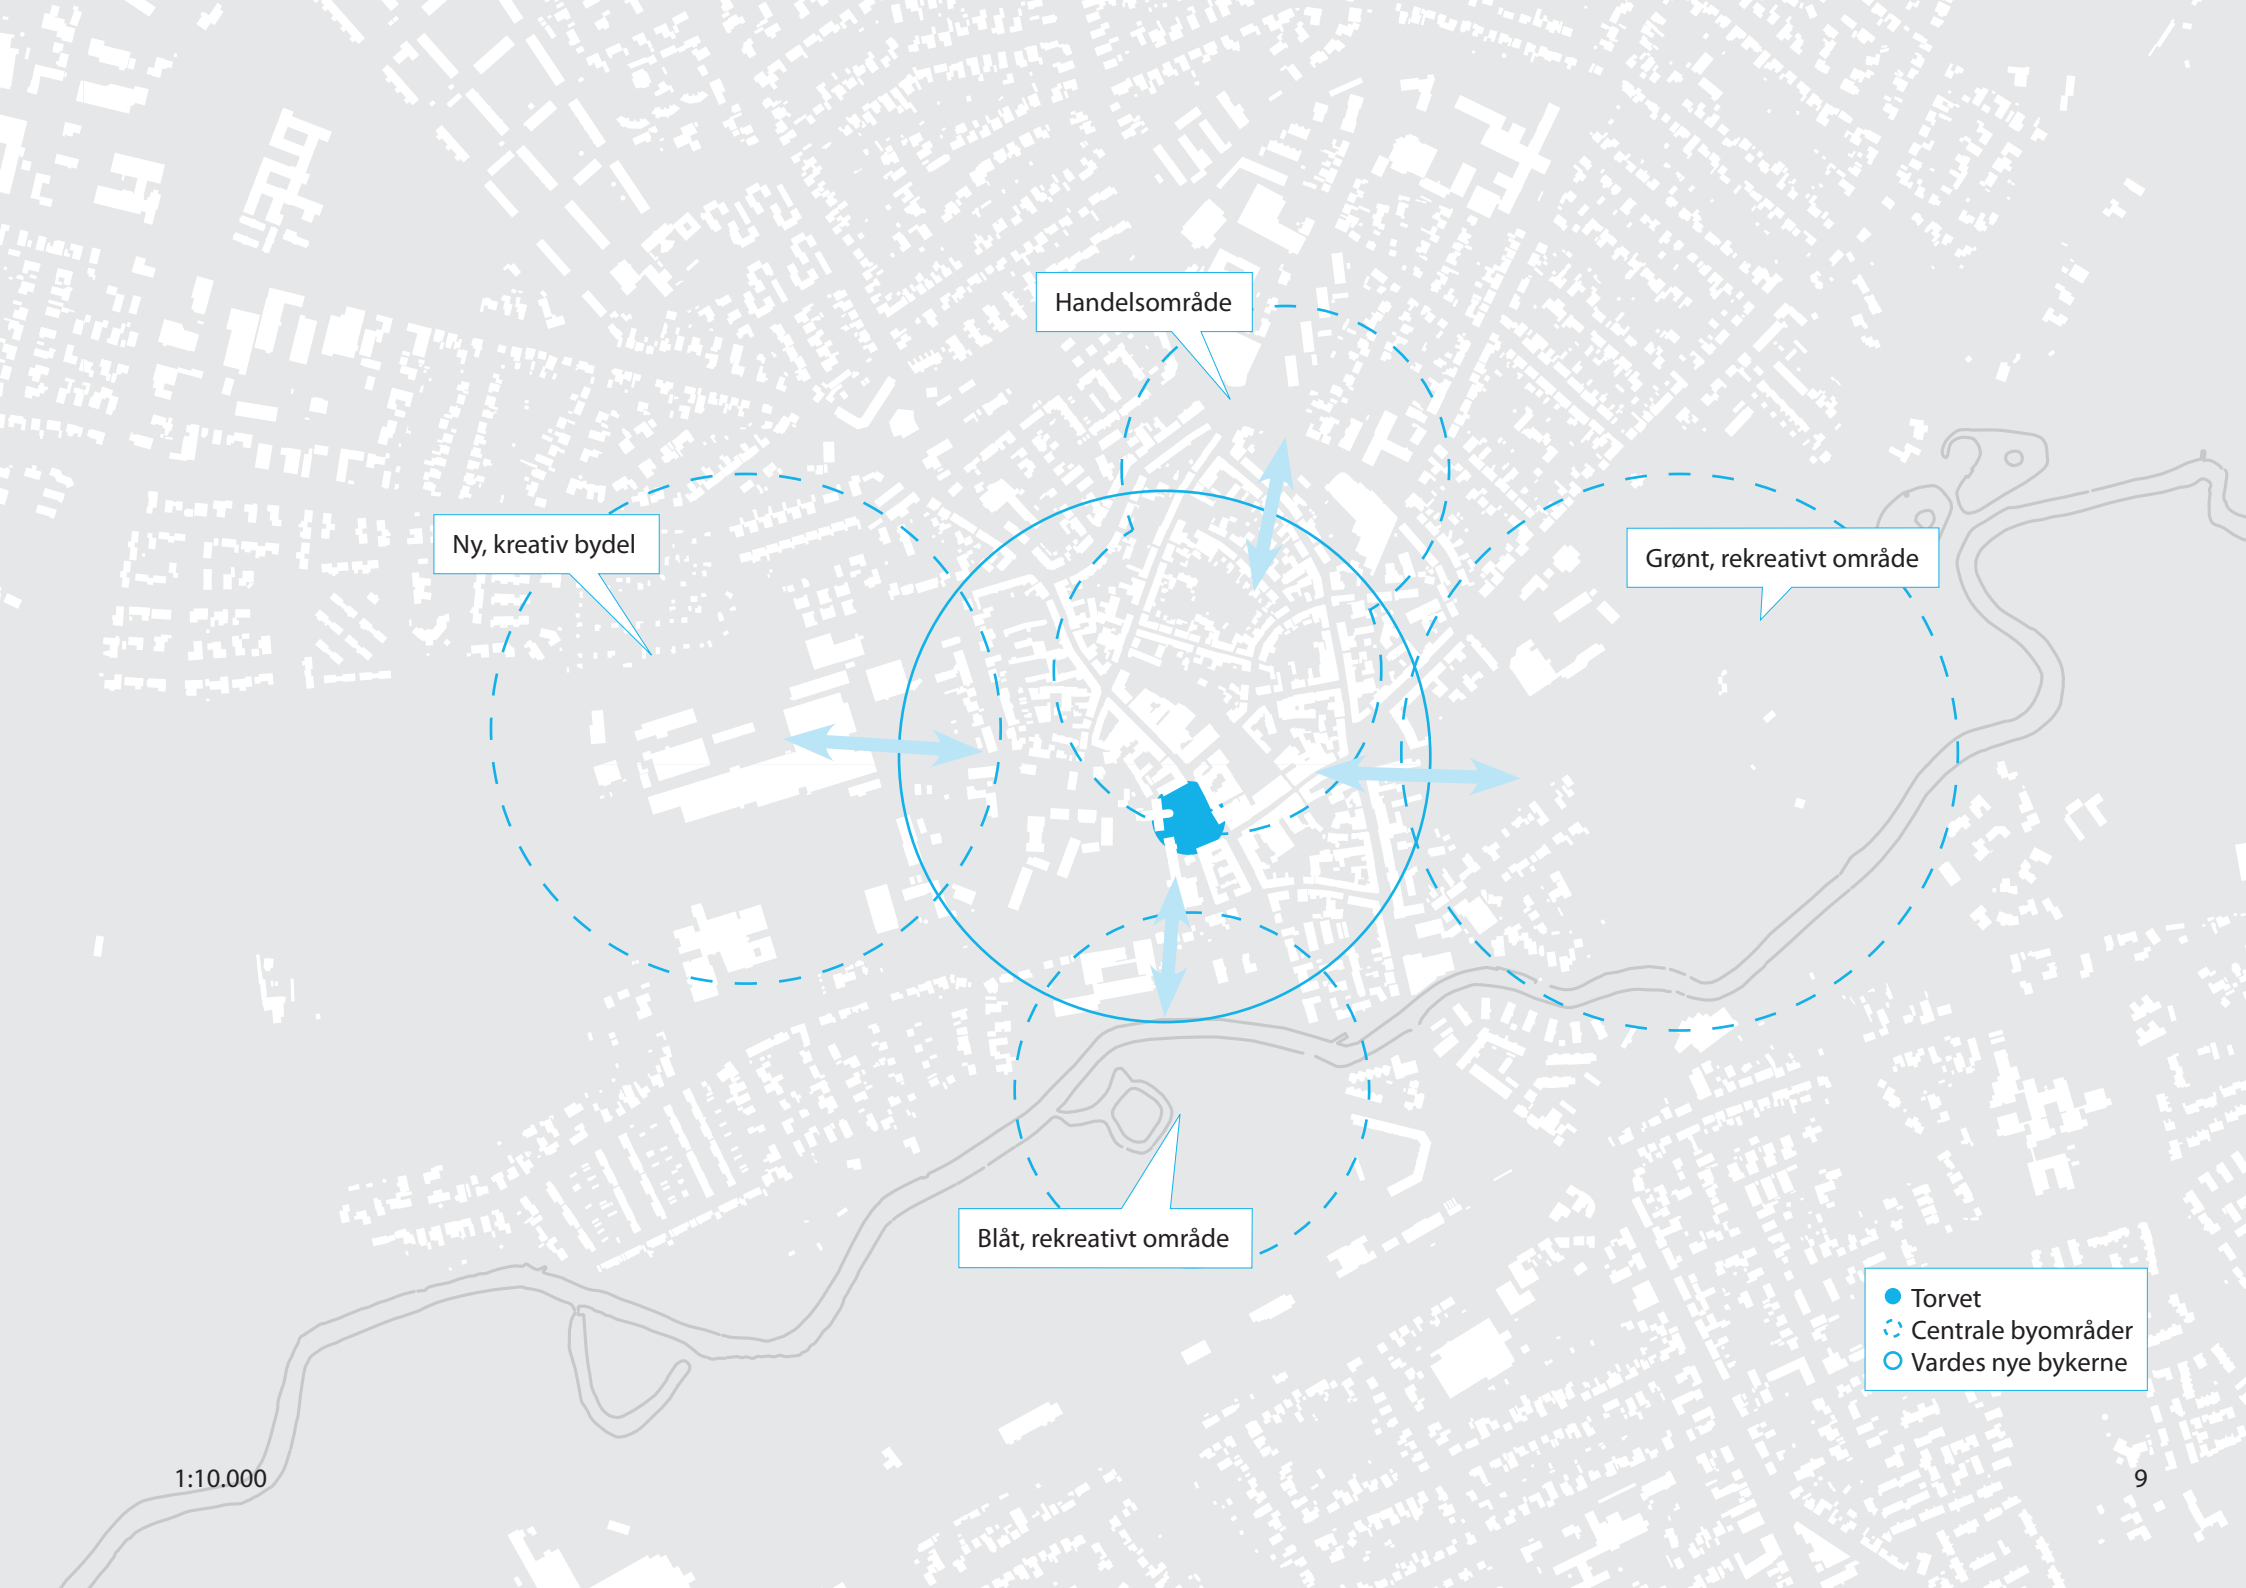 Handelsområde
Ny, kreativ bydel
Grønt, rekreativt område
Blåt, rekreativt område
Torvet
Centrale byområder
Vardes nye bykerne
1:10.000
9